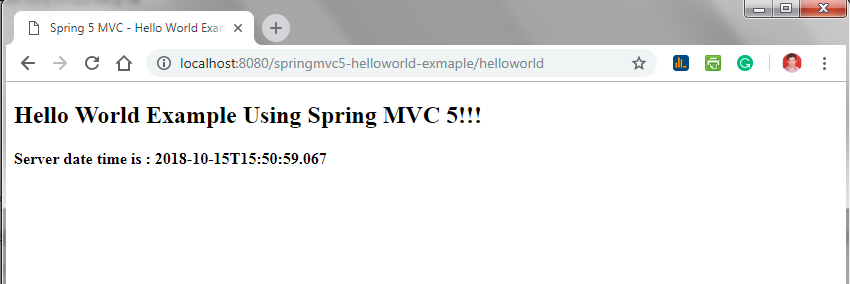 Spring 5 MVC - Hello World Exan
localhost:8080/springmvc5-helloworld-exmaple/helloworld
Hello World Example Using Spring MVC 5!!!
Server date time is : 2018-10-15T15:50:59.067